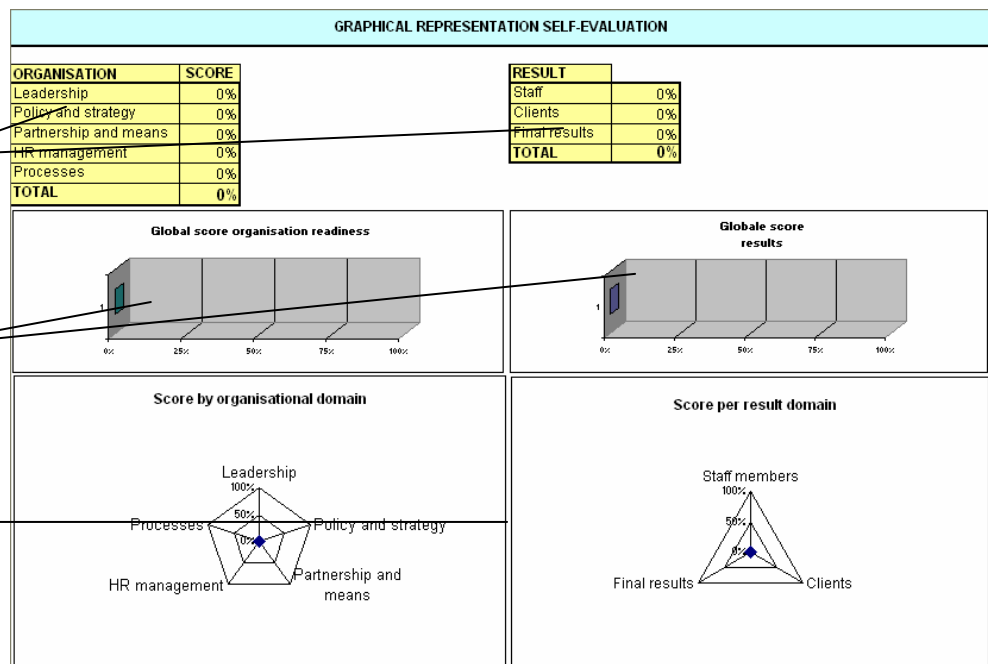 GRAPHICAL REPRESENTATION SELF-EVALUATION
ORGANISATION SCORE
Leadership 0%
Policy and strategy 0%
Partnership and means 0%
HR management 0%
Processes 0%
TOTAL 0%
RESULT
Staff 0%
Clients 0%
Final results 0%
TOTAL 0%
Global score organisation readiness
1
0% 25% 50% 75% 100%
Globale score
results
1
0% 25% 50% 75% 100%
Score by organisational domain
Leadership
100%
50%
Processes
Policy and strategy
0%
HR management
Partnership and
means
Score per result domain
Staff members
100%
50%
0%
Final results
Clients